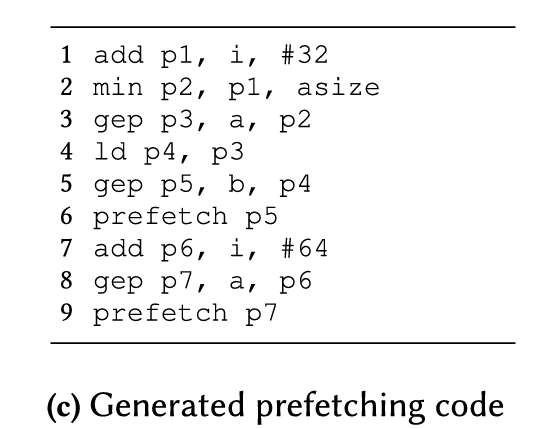 1 add p1, i, #32
2 min p2, p1, asize
3 gep p3, a, p2
4 ld p4, p3
5 gep p5, b, p4
6 prefetch p5
7 add p6, i, #64
8 gep p7, a, p6
9 prefetch p7
(c) Generated prefetching code